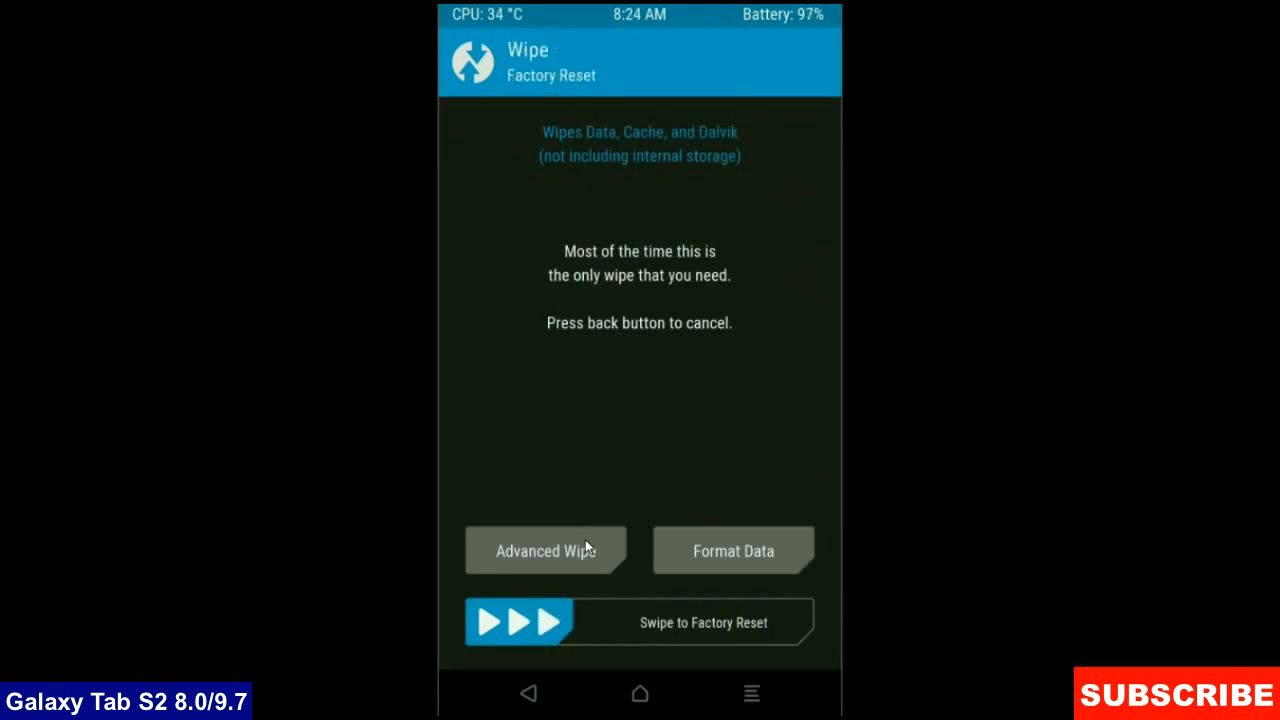 CPU: 34 °C 8:24 AM Battery: 97%
Wipe
Factory Reset
Wipes Data, Cache, and Dalvik
(not including internal storage)
Most of the time this is
the only wipe that you need.
Press back button to cancel.
Advanced Wipe Format Data
Swipe to Factory Reset
Galaxy Tab S2 8.0/9.7
SUBSCRIBE